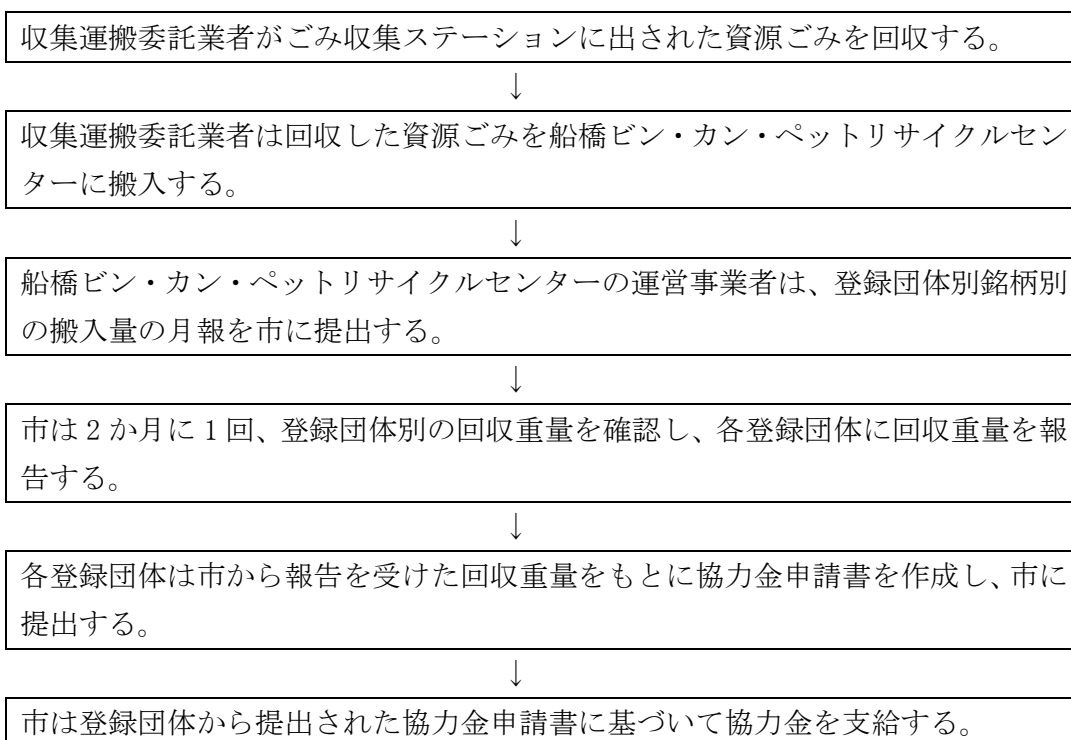 収集運搬委託業者がごみ収集ステーションに出された資源ごみを回収する。
↓
収集運搬委託業者は回収した資源ごみを船橋ビン・カン・ペットリサイクルセン
ターに搬入する。
↓
船橋ビン・カン・ペットリサイクルセンターの運営事業者は、登録団体別銘柄別
の搬入量の月報を市に提出する。
↓
市は 2 か月に 1 回、登録団体別の回収重量を確認し、各登録団体に回収重量を報
告する。
↓
各登録団体は市から報告を受けた回収重量をもとに協力金申請書を作成し、市に
提出する。
↓
市は登録団体から提出された協力金申請書に基づいて協力金を支給する。